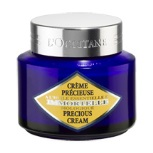 L'OCCITANE
CRÈME
PRÉCIEUSE
IMMORTELLE
PRECIOUS
CREAM